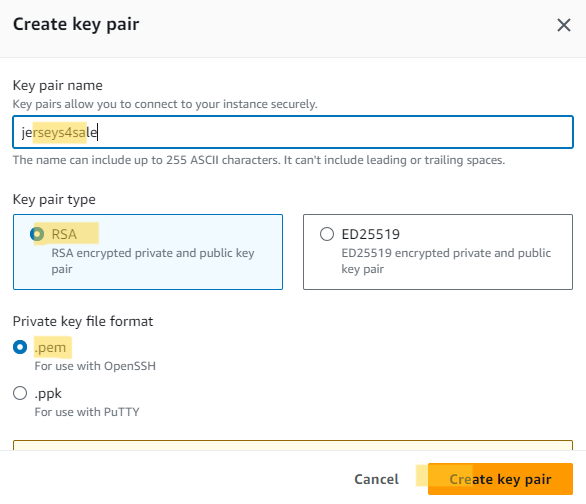 Create key pair
Key pair name
Key pairs allow you to connect to your instance securely.
jerseys4sale
The name can include up to 255 ASCII characters. It can't include leading or trailing spaces.
Key pair type
RSA
RSA encrypted private and public key
pair
ED25519
ED25519 encrypted private and public
key pair
Private key file format
.pem
For use with OpenSSH
.ppk
For use with PuTTY
Cancel
Create key pair